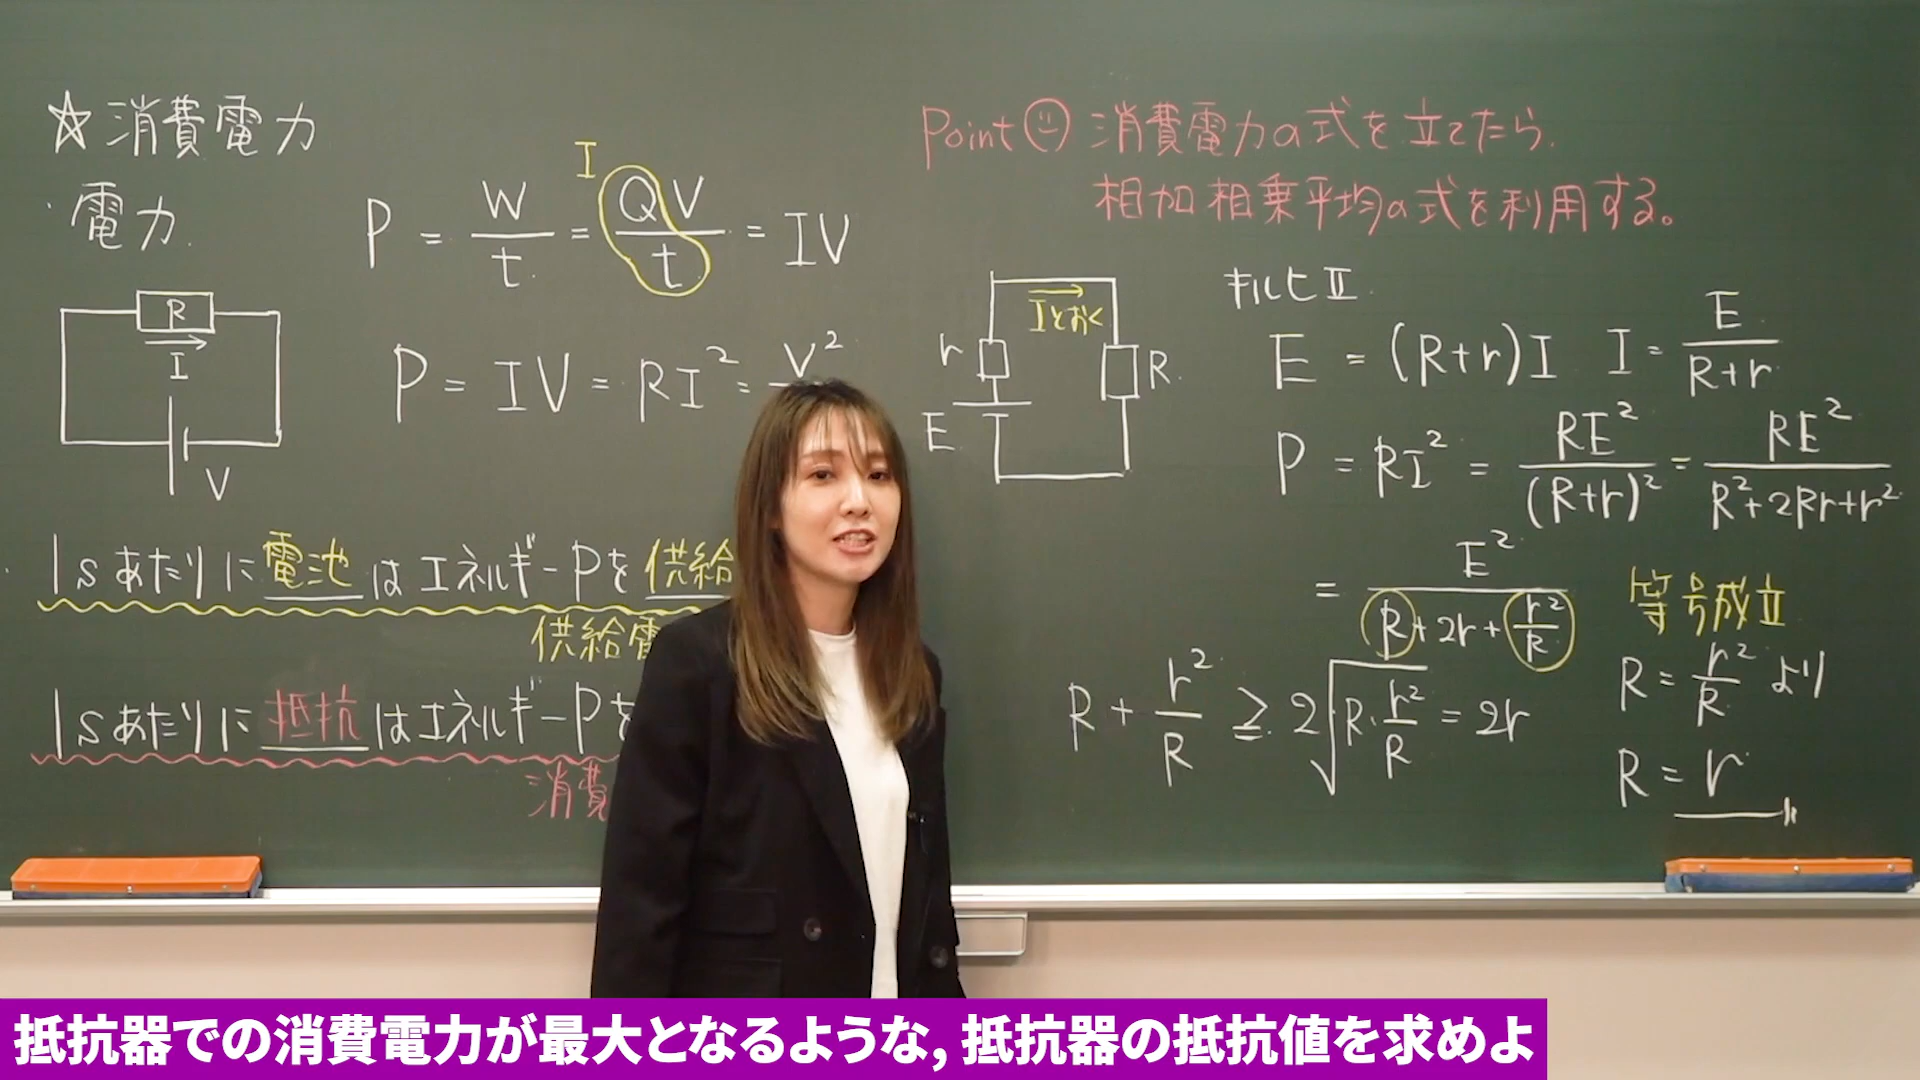 ☆消費電力
・電力
P = W/t = QV/t = IV
I
P = IV = RI² = V²
R
I
V
1sあたりに電池はエネルギーPを供給
供給電
1sあたりに抵抗はエネルギーPを
消費
Point 消費電力の式を立てたら、
相加相乗平均の式を利用する。
Iとおく
r
R
E
キルヒⅡ
E = (R+r)I I = E/(R+r)
P = RI² = RE²/(R+r)² = RE²/(R²+2Rr+r²)
= E²/(R+2r+r²/R)
R + r²/R ≧ 2√(R・r²/R) = 2r
等号成立
R = r²/R より
R = r
抵抗器での消費電力が最大となるような, 抵抗器の抵抗値を求めよ